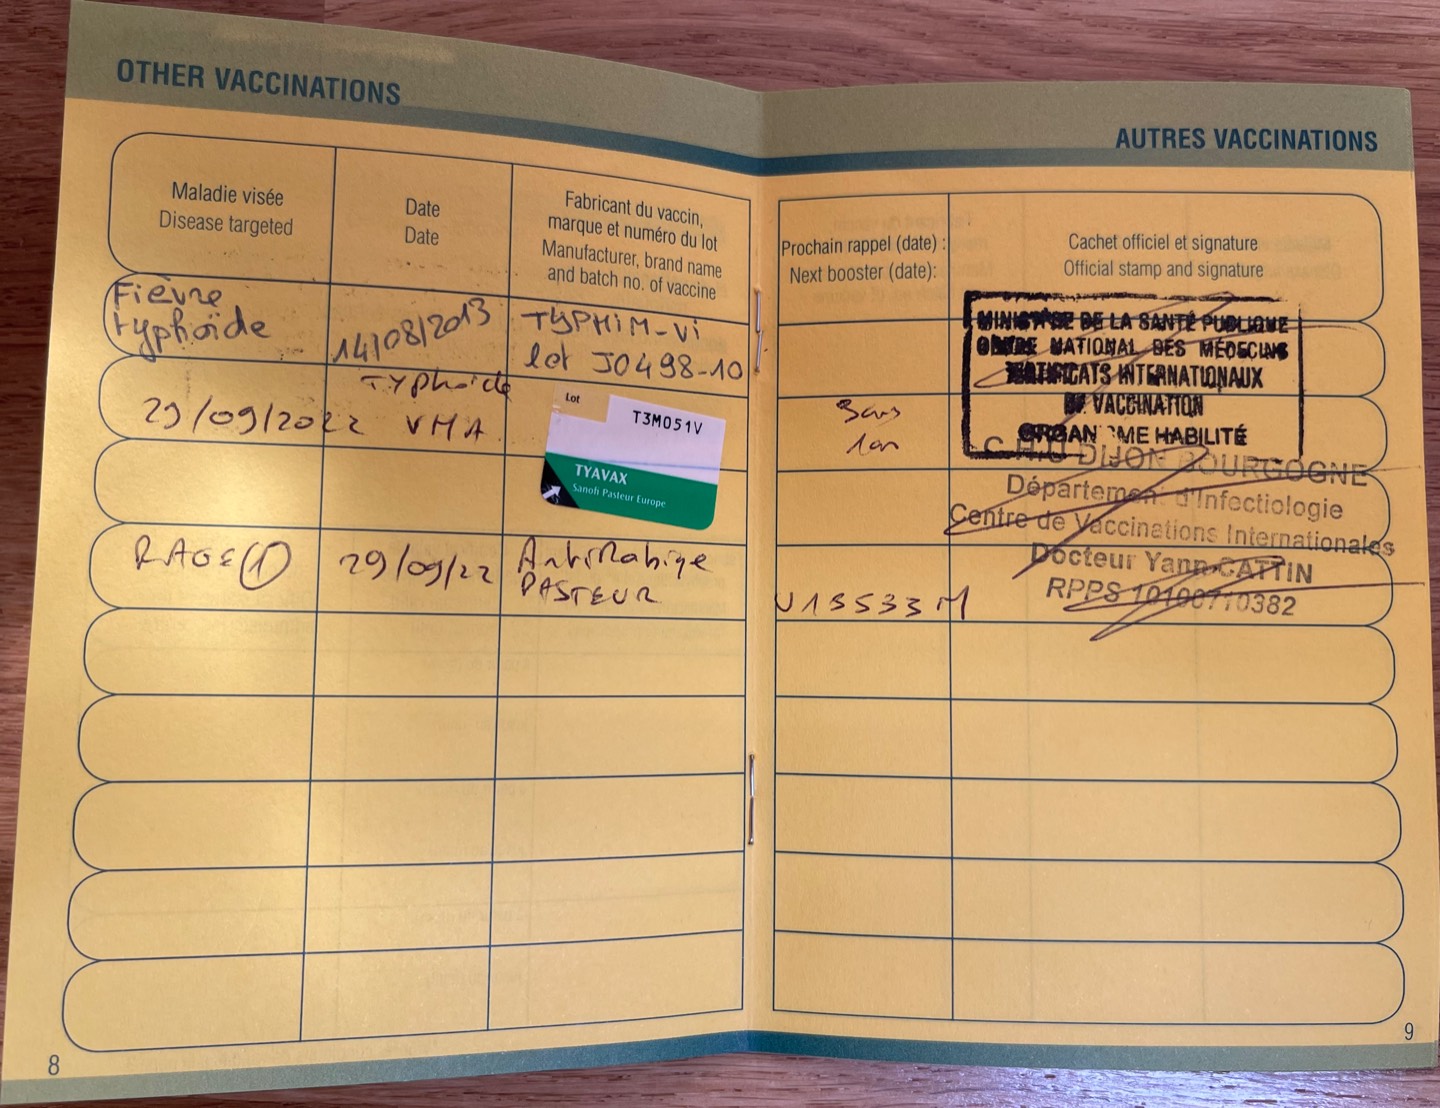 OTHER VACCINATIONS
AUTRES VACCINATIONS
Maladie visée
Disease targeted
Date
Date
Fabricant du vaccin,
marque et numéro du lot
Manufacturer, brand name
and batch no. of vaccine
Prochain rappel (date) :
Next booster (date):
Cachet officiel et signature
Official stamp and signature
Fièvre
typhoïde
14/08/2013
TYPHIM-Vi
lot J0498-10
MINISTRE DE LA SANTÉ PUBLIQUE
ORDRE NATIONAL DES MÉDECINS
CERTIFICATS INTERNATIONAUX
DE VACCINATION
ORGANISME HABILITÉ
29/09/2022
Typhoïde
VHA
Lot
T3M051V
TYAVAX
Sanofi Pasteur Europe
3ans
1an
C.H.U DIJON BOURGOGNE
Département d'Infectiologie
Centre de Vaccinations Internationales
Docteur Yann CATTIN
RPPS 10100710382
RAGE (1)
29/09/22
AntiRabique
PASTEUR
V1B533M
8
9